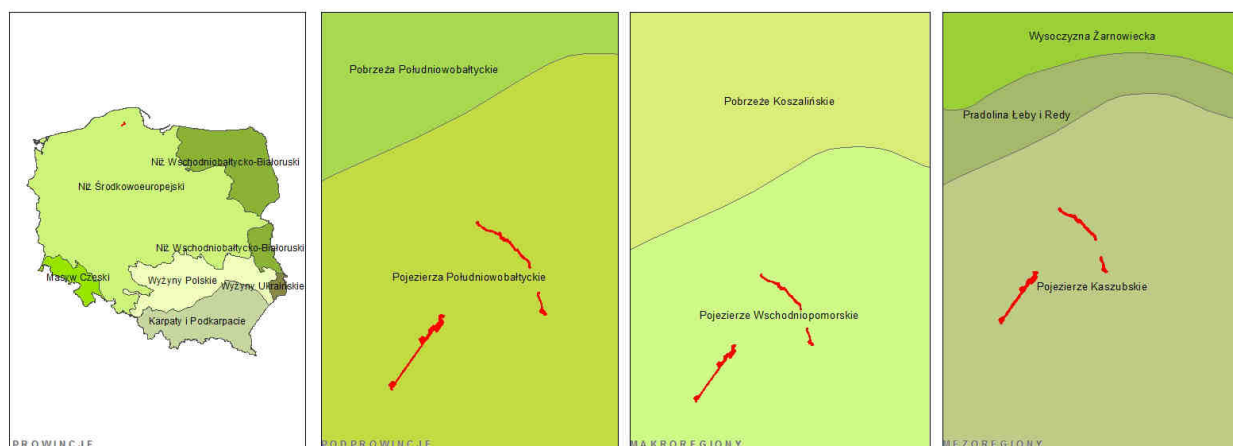 Niż Wschodniobałtycko-Białoruski
Niż Środkowoeuropejski
Niż Wschodniobałtycko-Białoruski
Masyw Czeski
Wyżyny Polskie
Wyżyny Ukraińskie
Karpaty i Podkarpacie
PROWINCJE
Pobrzeża Południowobałtyckie
Pojezierza Południowobałtyckie
PODPROWINCJE
Pobrzeże Koszalińskie
Pojezierze Wschodniopomorskie
MAKROREGIONY
Wysoczyzna Żarnowiecka
Pradolina Łeby i Redy
Pojezierze Kaszubskie
MEZOREGIONY